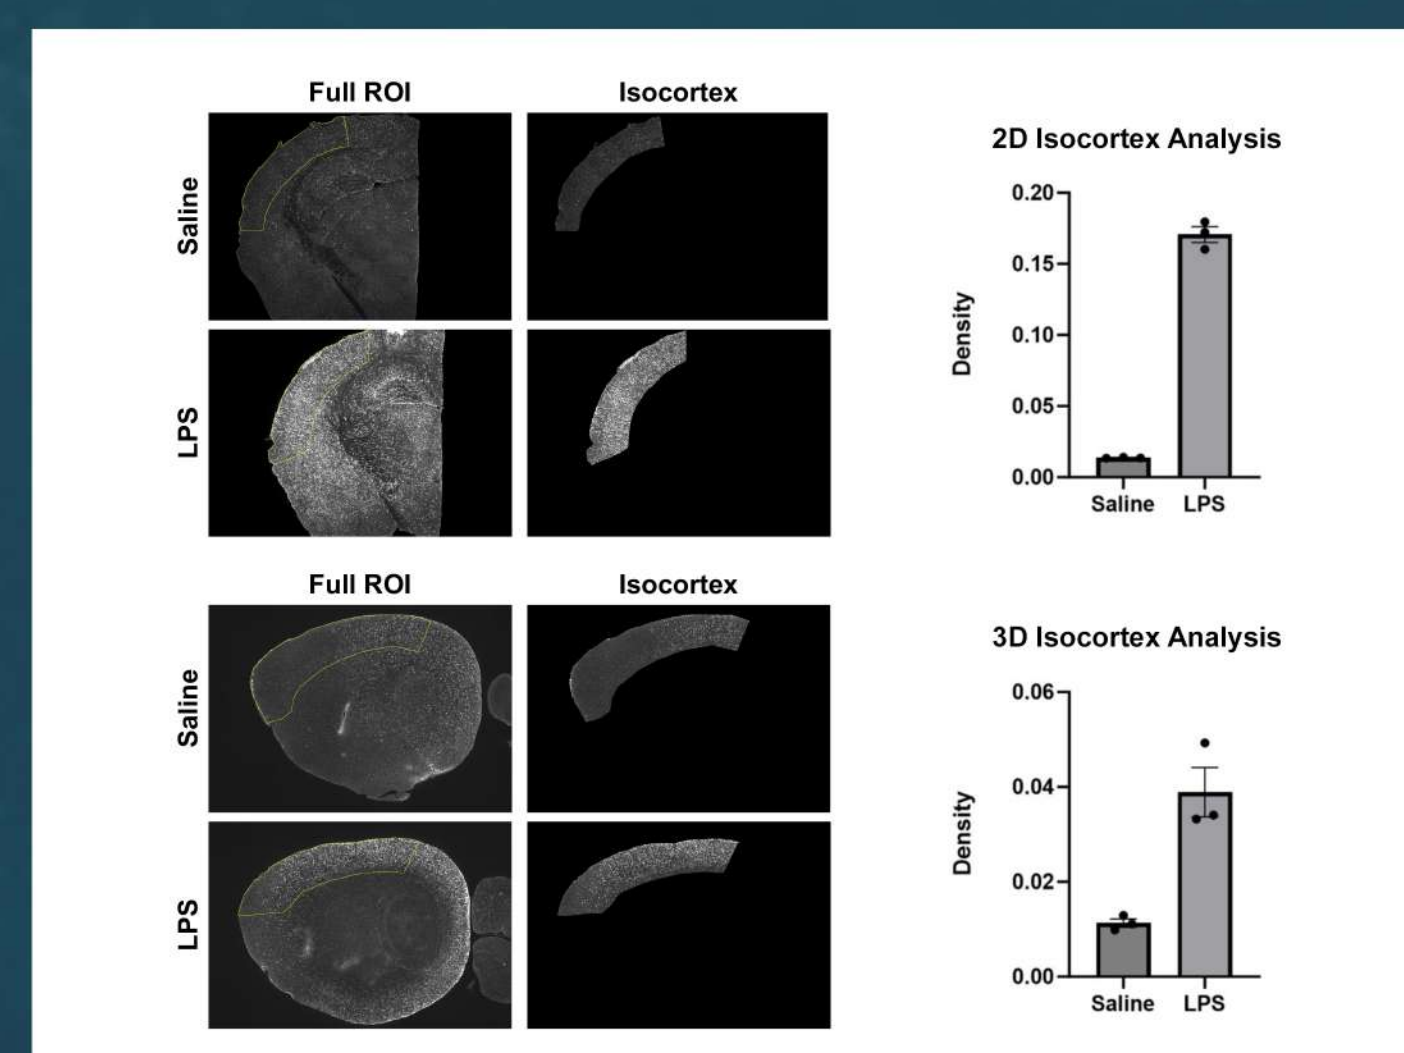 Full ROI
Isocortex
Saline
LPS
2D Isocortex Analysis
0.20
0.15
0.10
0.05
0.00
Density
Saline
LPS
Full ROI
Isocortex
Saline
LPS
3D Isocortex Analysis
0.06
0.04
0.02
0.00
Density
Saline
LPS